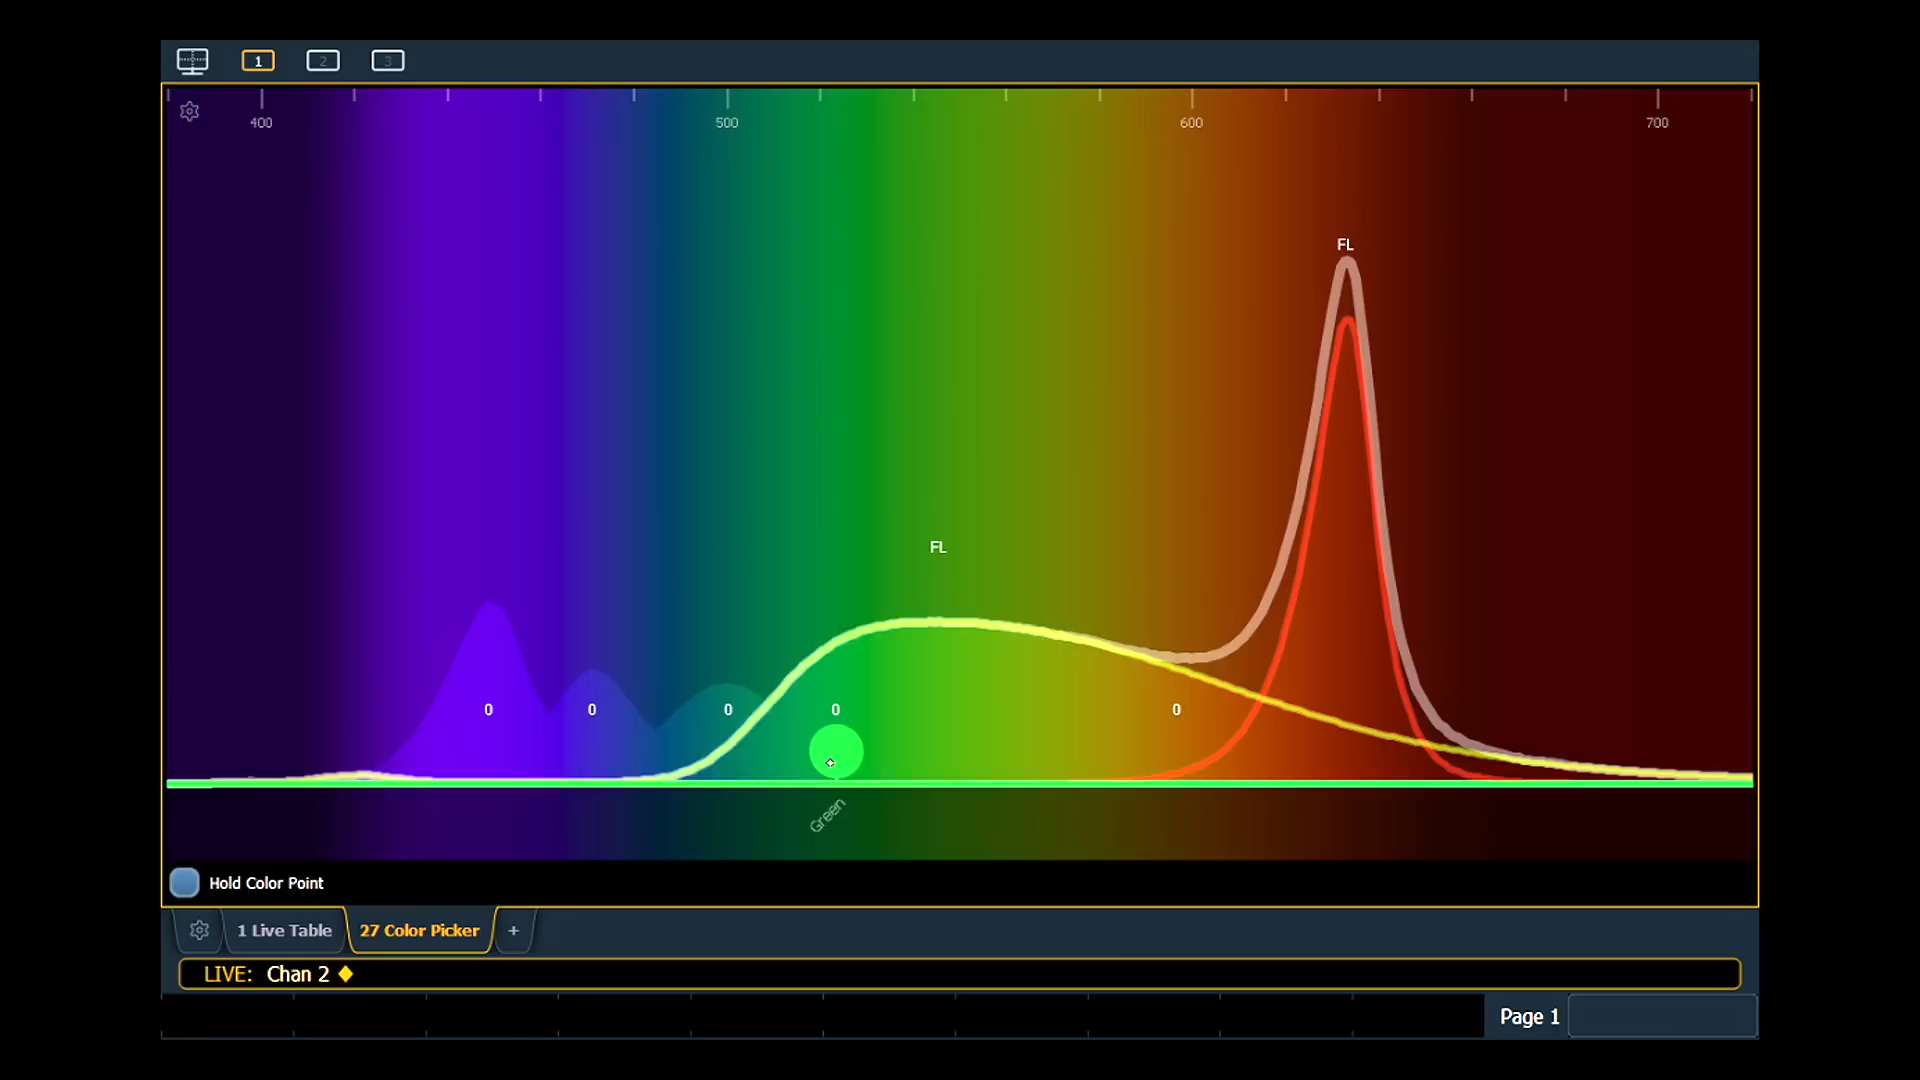 1 2 3
400 500 600 700
FL
FL
0 0 0 0 0
Green
Hold Color Point
1 Live Table 27 Color Picker +
LIVE: Chan 2
Page 1